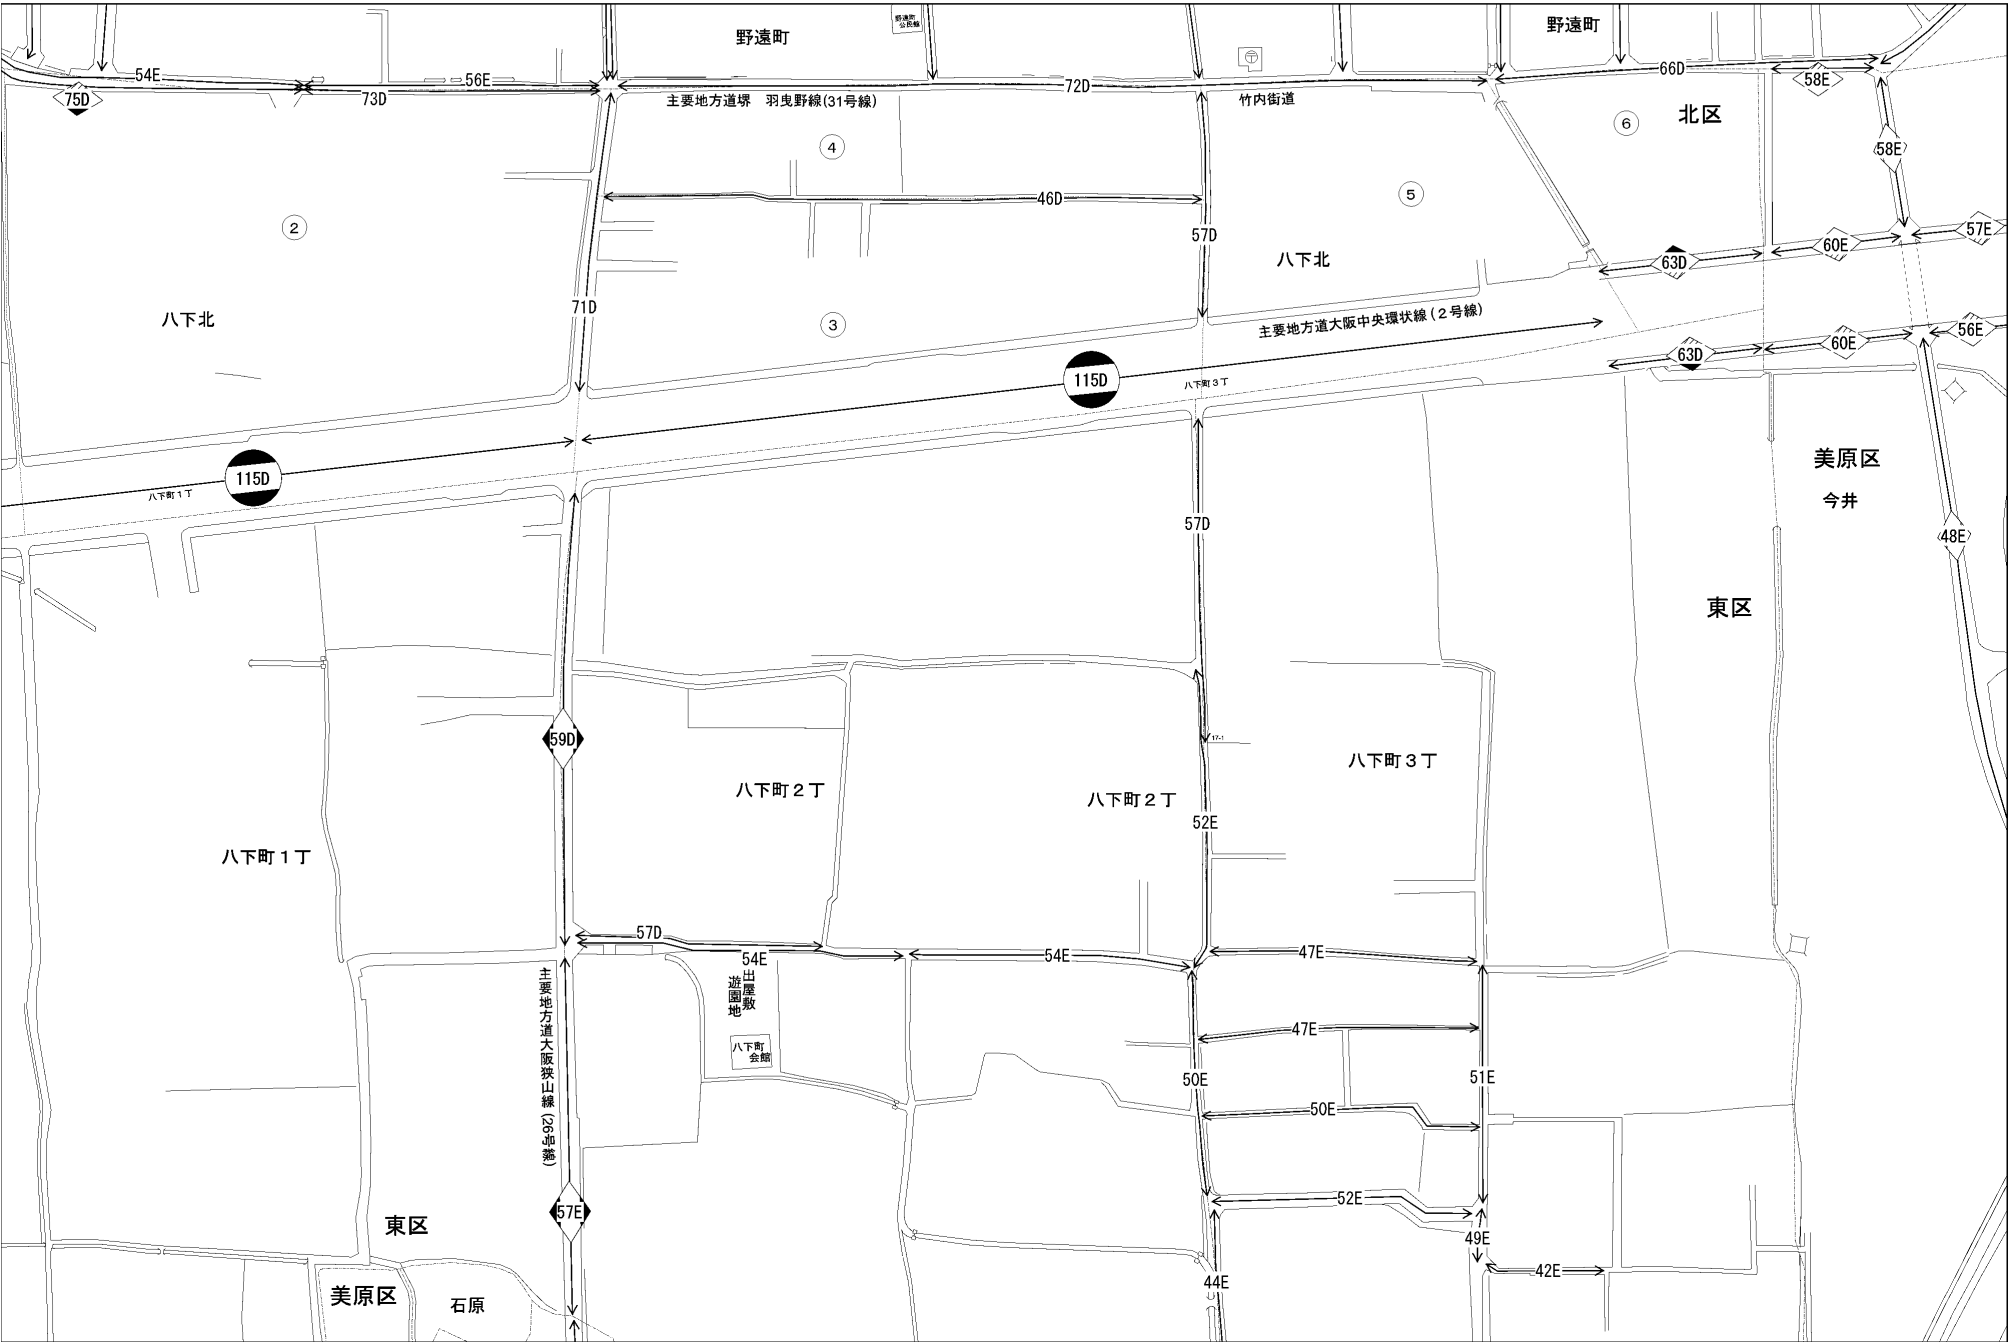 野遠町
野遠町
公民館
野遠町
54E
56E
66D
58E
75D
73D
72D
主要地方道堺 羽曳野線(31号線)
竹内街道
北区
④
⑥
58E
46D
⑤
②
57D
57E
60E
八下北
63D
71D
八下北
③
主要地方道大阪中央環状線(2号線)
56E
60E
63D
115D
八下町3丁
美原区
115D
八下町1丁
今井
57D
48E
東区
59D
17-1
八下町3丁
八下町2丁
八下町2丁
52E
八下町1丁
57D
47E
54E
54E
出屋敷
遊園地
主要地方道大阪狭山線(26号線)
47E
八下町
会館
50E
51E
50E
52E
57E
東区
49E
42E
44E
美原区
石原